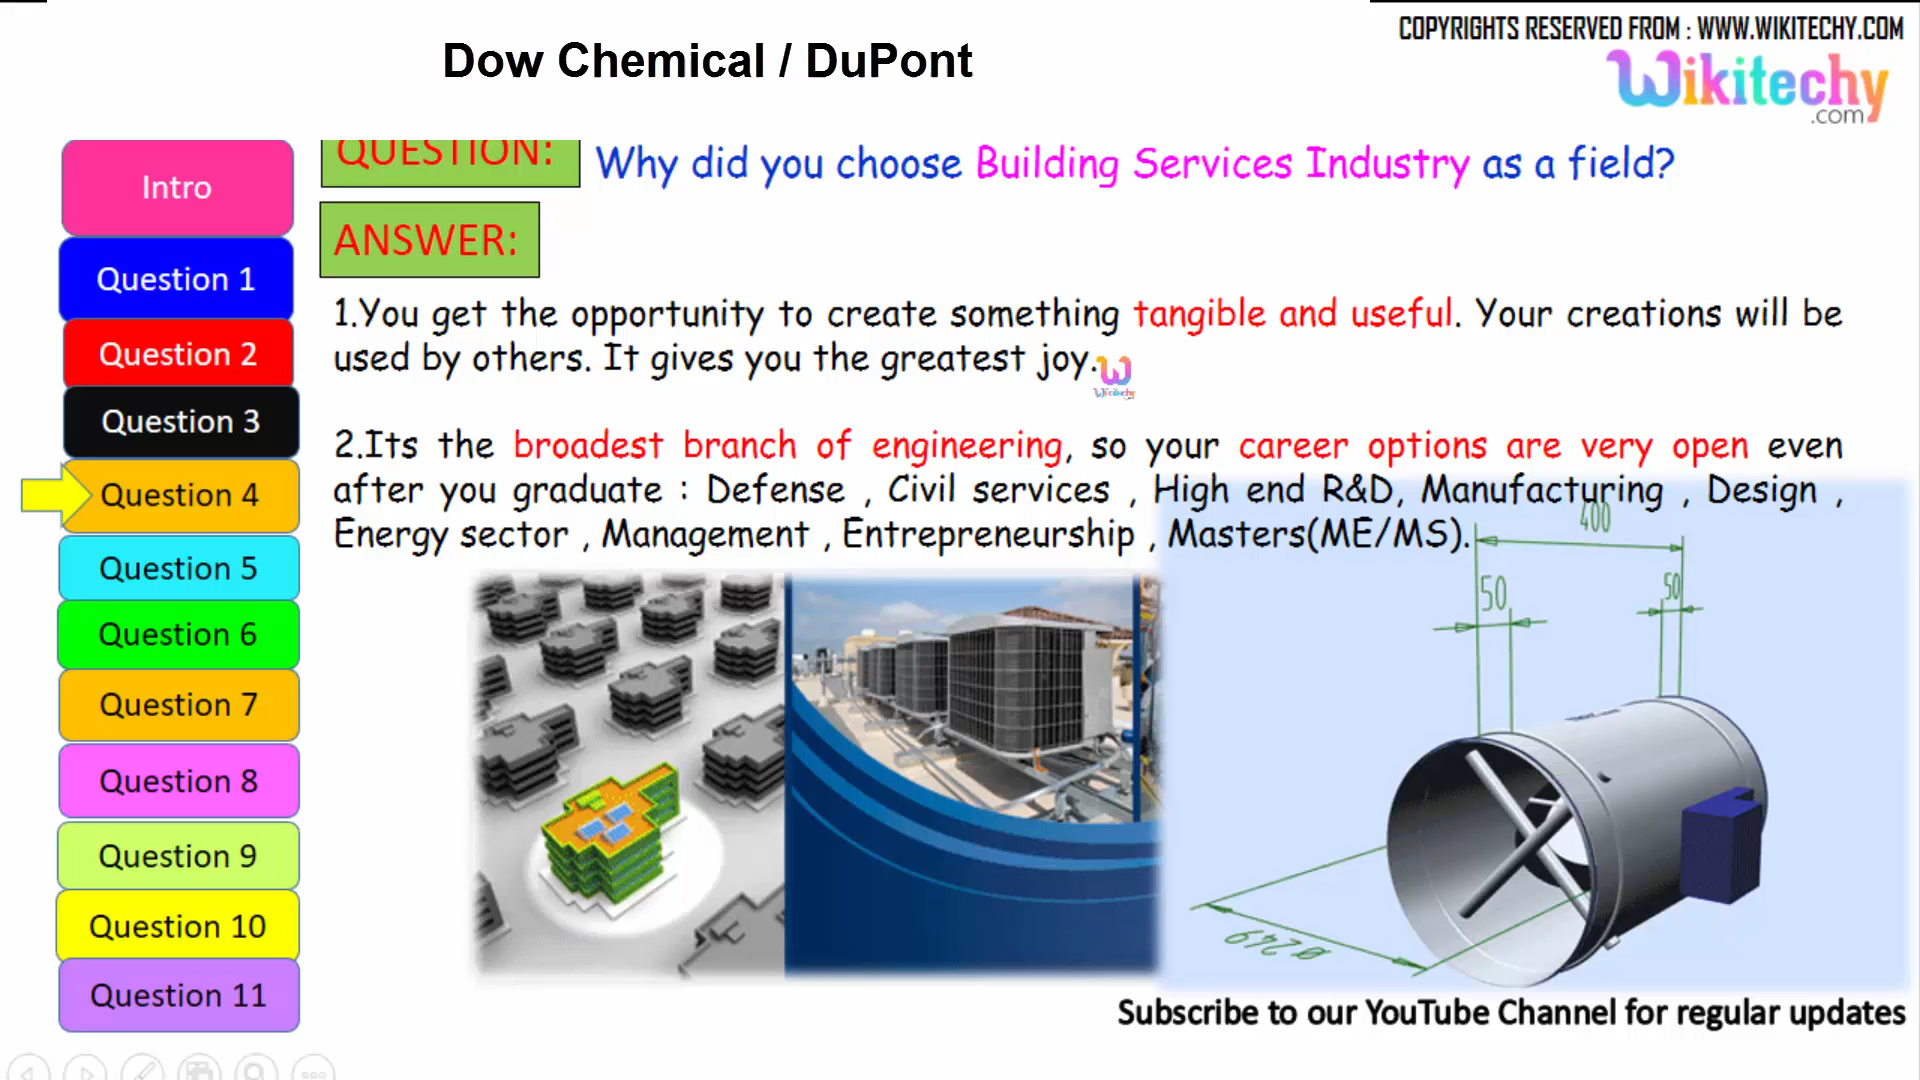 COPYRIGHTS RESERVED FROM : WWW.WIKITECHY.COM
Dow Chemical / DuPont
Wikitechy
.com
QUESTION: Why did you choose Building Services Industry as a field?
ANSWER:
1.You get the opportunity to create something tangible and useful. Your creations will be
used by others. It gives you the greatest joy.
Wikitechy
2.Its the broadest branch of engineering, so your career options are very open even
after you graduate : Defense , Civil services , High end R&D, Manufacturing , Design ,
Energy sector , Management , Entrepreneurship , Masters(ME/MS).
Intro
Question 1
Question 2
Question 3
Question 4
Question 5
Question 6
Question 7
Question 8
Question 9
Question 10
Question 11
400
50
50
ø249
Subscribe to our YouTube Channel for regular updates